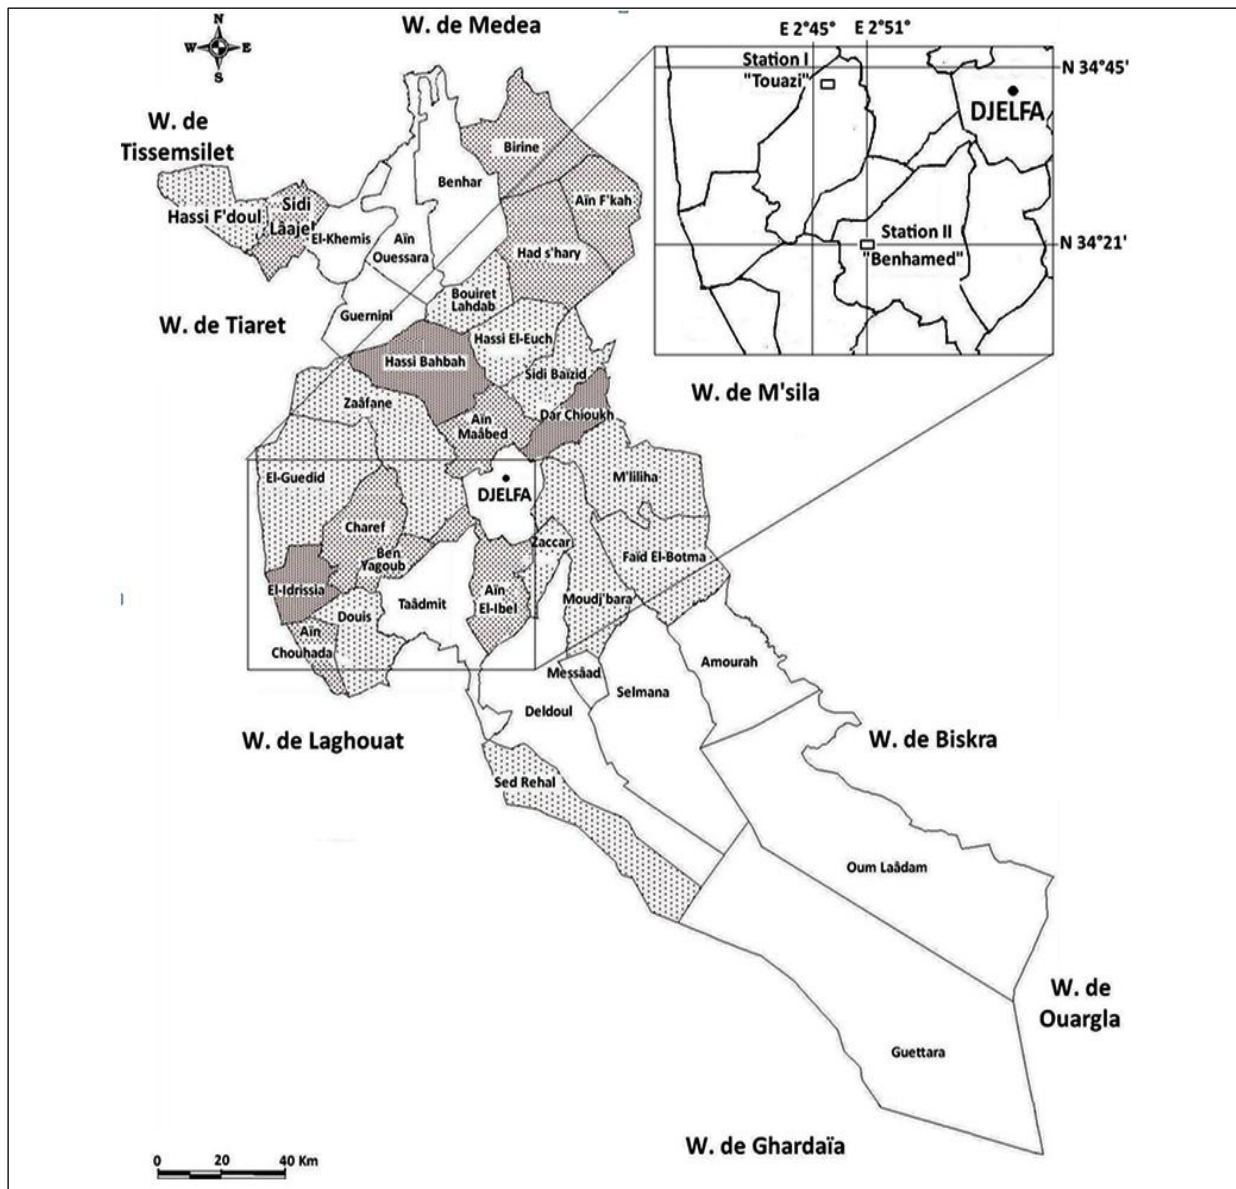 W. de Medea
N
W E
S
E 2°45° E 2°51°
Station I
"Touazi"
N 34°45'
DJELFA
Station II
"Benhamed"
N 34°21'
W. de
Tissemsilet
Birine
Benhar
Aïn F'kah
Hassi F'doul
Sidi
Lâajel
El-Khemis
Aïn
Ouessara
Had s'hary
Bouiret
Lahdab
Guernini
W. de Tiaret
Hassi El-Euch
Hassi Bahbah
Sidi Baïzid
W. de M'sila
Zaâfane
Dar Chioukh
Aïn
Maâbed
El-Guedid
M'liliha
DJELFA
Charef
Zaccar
Ben
Yagoub
Faïd El-Botma
El-Idrissia
Aïn
El-Ibel
Taâdmit
Moudj'bara
Douis
Aïn
Chouhada
Messâad
Amourah
Selmana
Deldoul
W. de Laghouat
W. de Biskra
Sed Rehal
Oum Laâdam
W. de
Ouargla
Guettara
W. de Ghardaïa
0 20 40 Km